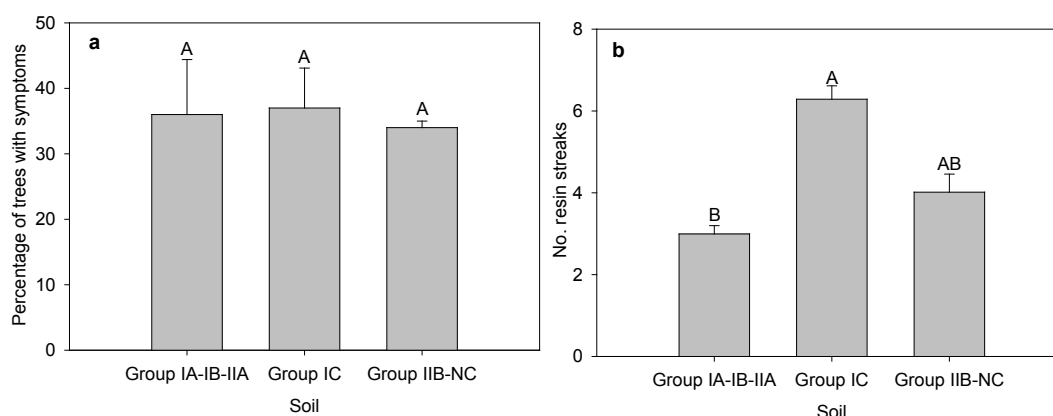 a
Percentage of trees with symptoms
50
40
30
20
10
0
A
A
A
Group IA-IB-IIA
Group IC
Group IIB-NC
Soil
b
No. resin streaks
8
6
4
2
0
B
A
AB
Group IA-IB-IIA
Group IC
Group IIB-NC
Soil